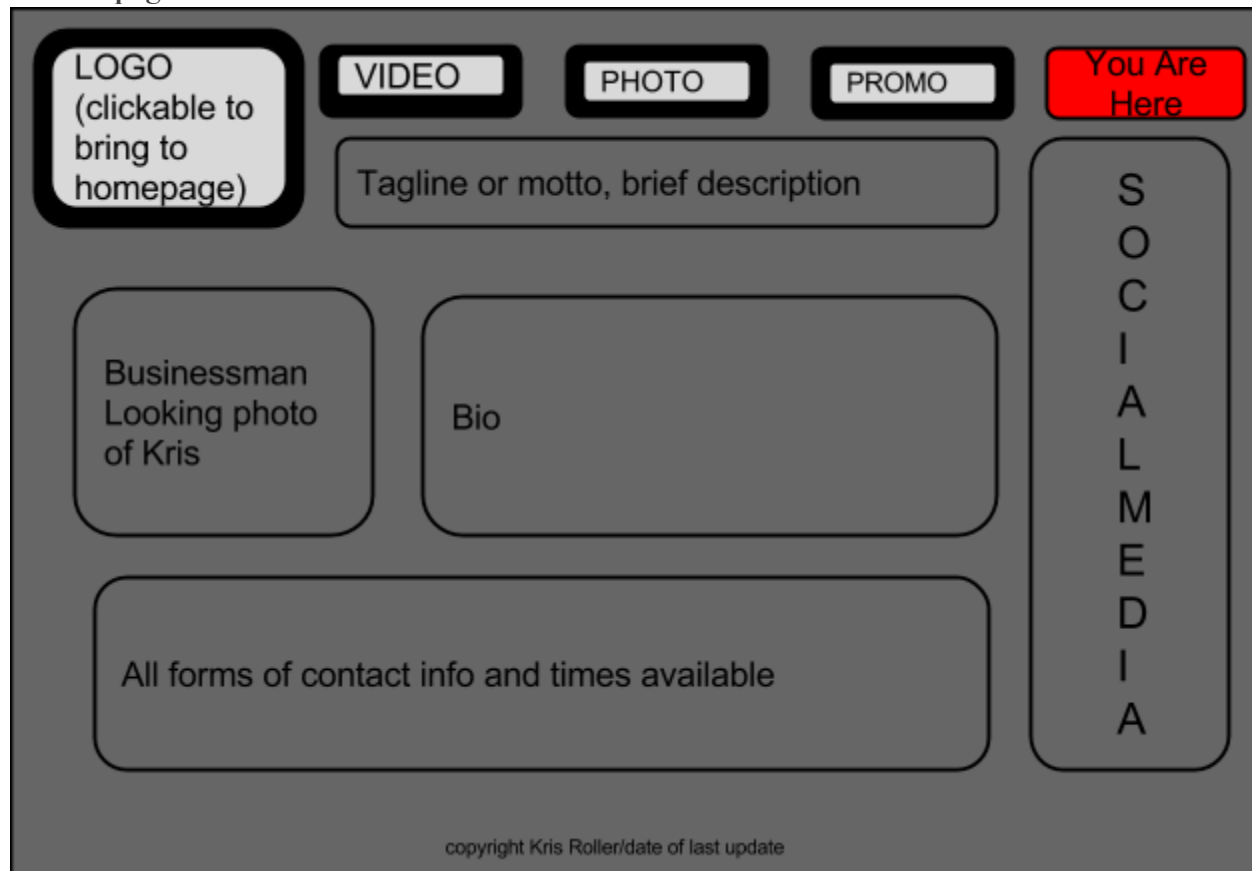 LOGO
(clickable to
bring to
homepage)
VIDEO
PHOTO
PROMO
You Are
Here
Tagline or motto, brief description
S
O
C
I
A
L
M
E
D
I
A
Businessman
Looking photo
of Kris
Bio
All forms of contact info and times available
copyright Kris Roller/date of last update